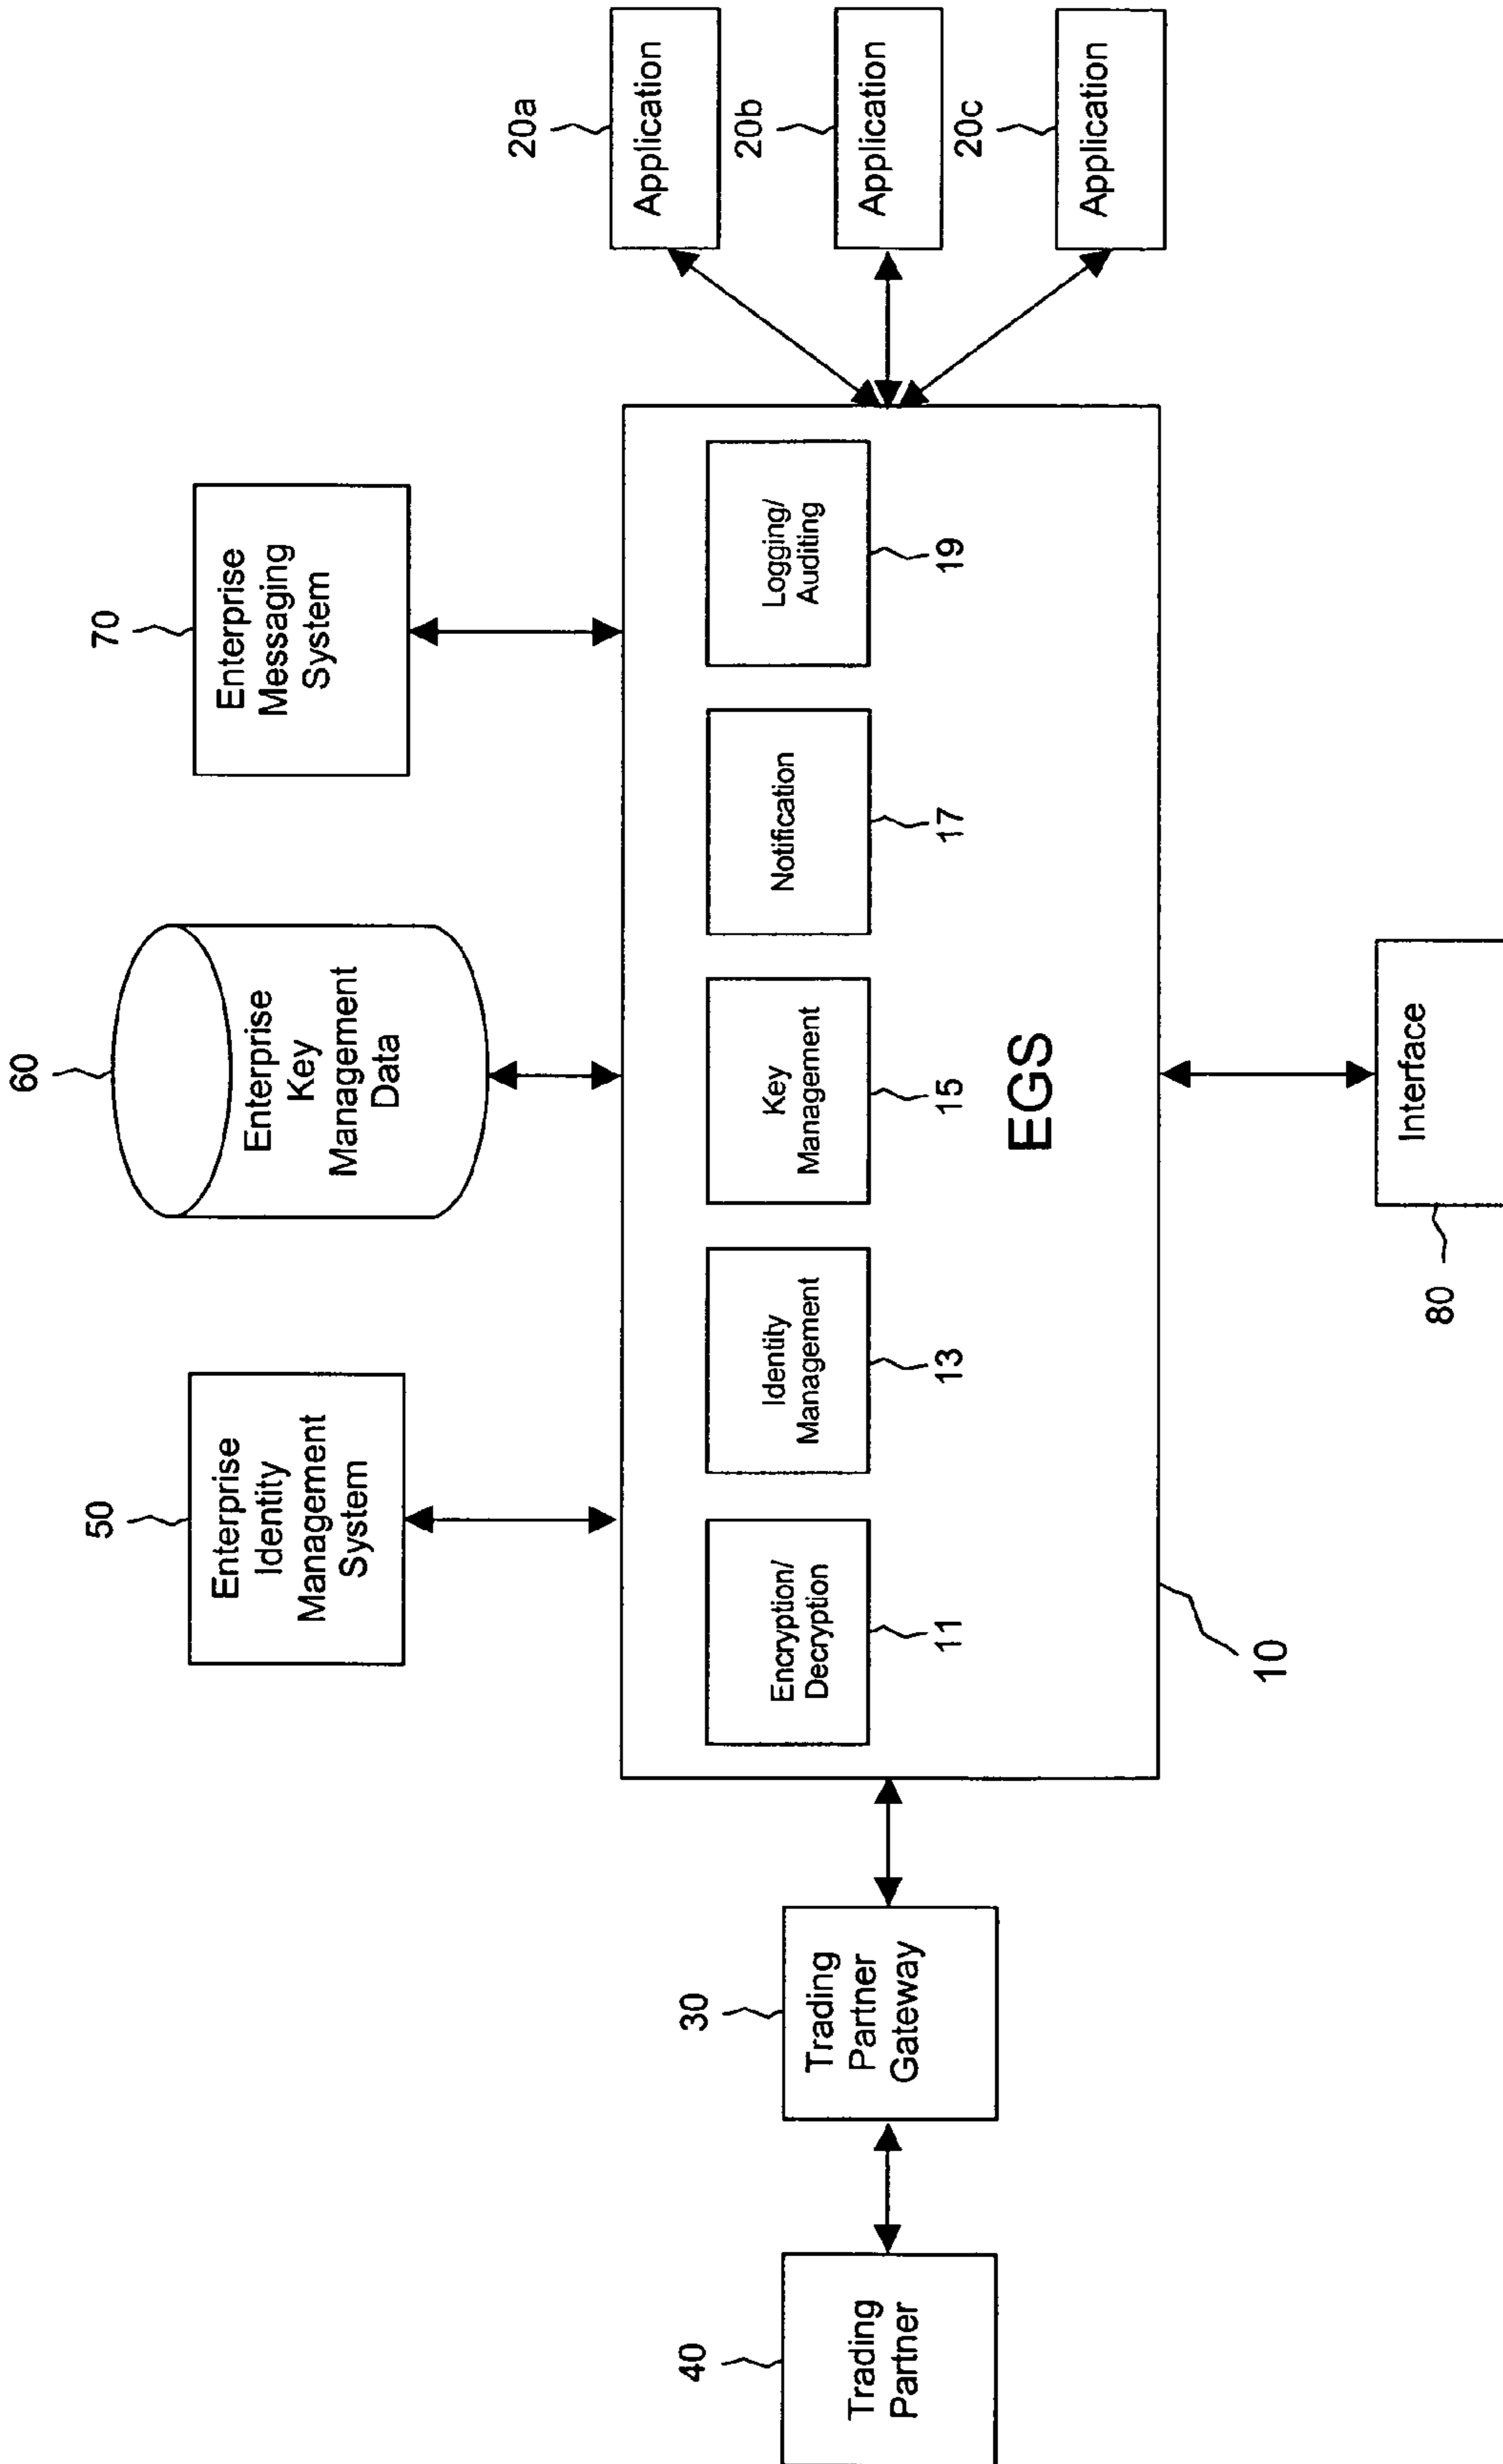 60
50
70
Enterprise
Identity
Management
System
Enterprise
Key
Management
Data
Enterprise
Messaging
System
40
Trading
Partner
30
Trading
Partner
Gateway
Encryption/
Decryption
11
Identity
Management
13
Key
Management
15
Notification
17
Logging/
Auditing
19
EGS
10
20a
Application
20b
Application
20c
Application
80
Interface